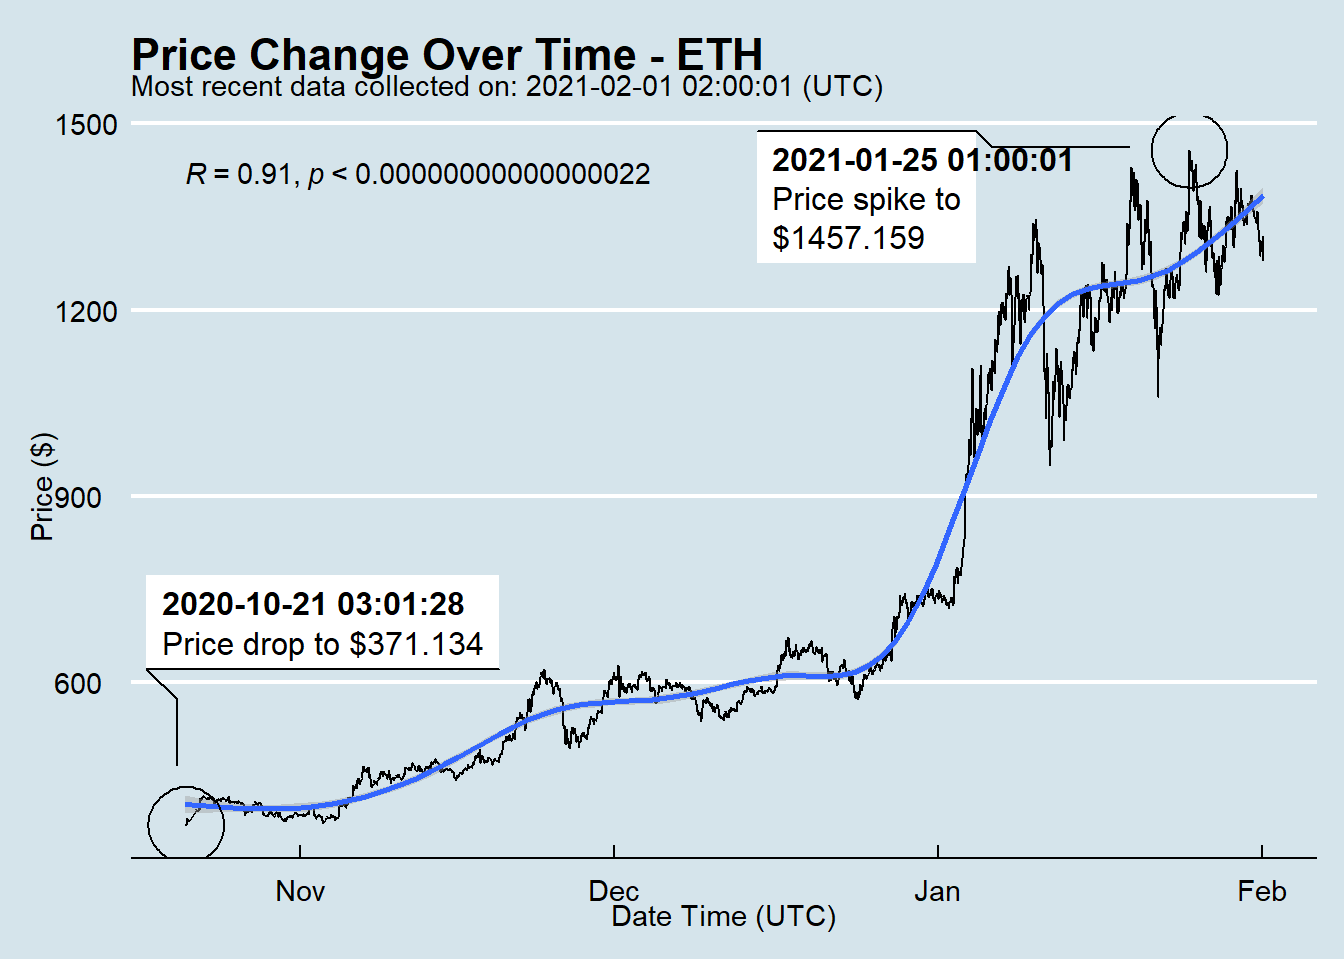 Price Change Over Time - ETH
Most recent data collected on: 2021-02-01 02:00:01 (UTC)
1500
R = 0.91, p < 0.00000000000000022
2021-01-25 01:00:01
Price spike to
$1457.159
1200
Price ($)
900
2020-10-21 03:01:28
Price drop to $371.134
600
Nov
Dec
Jan
Feb
Date Time (UTC)